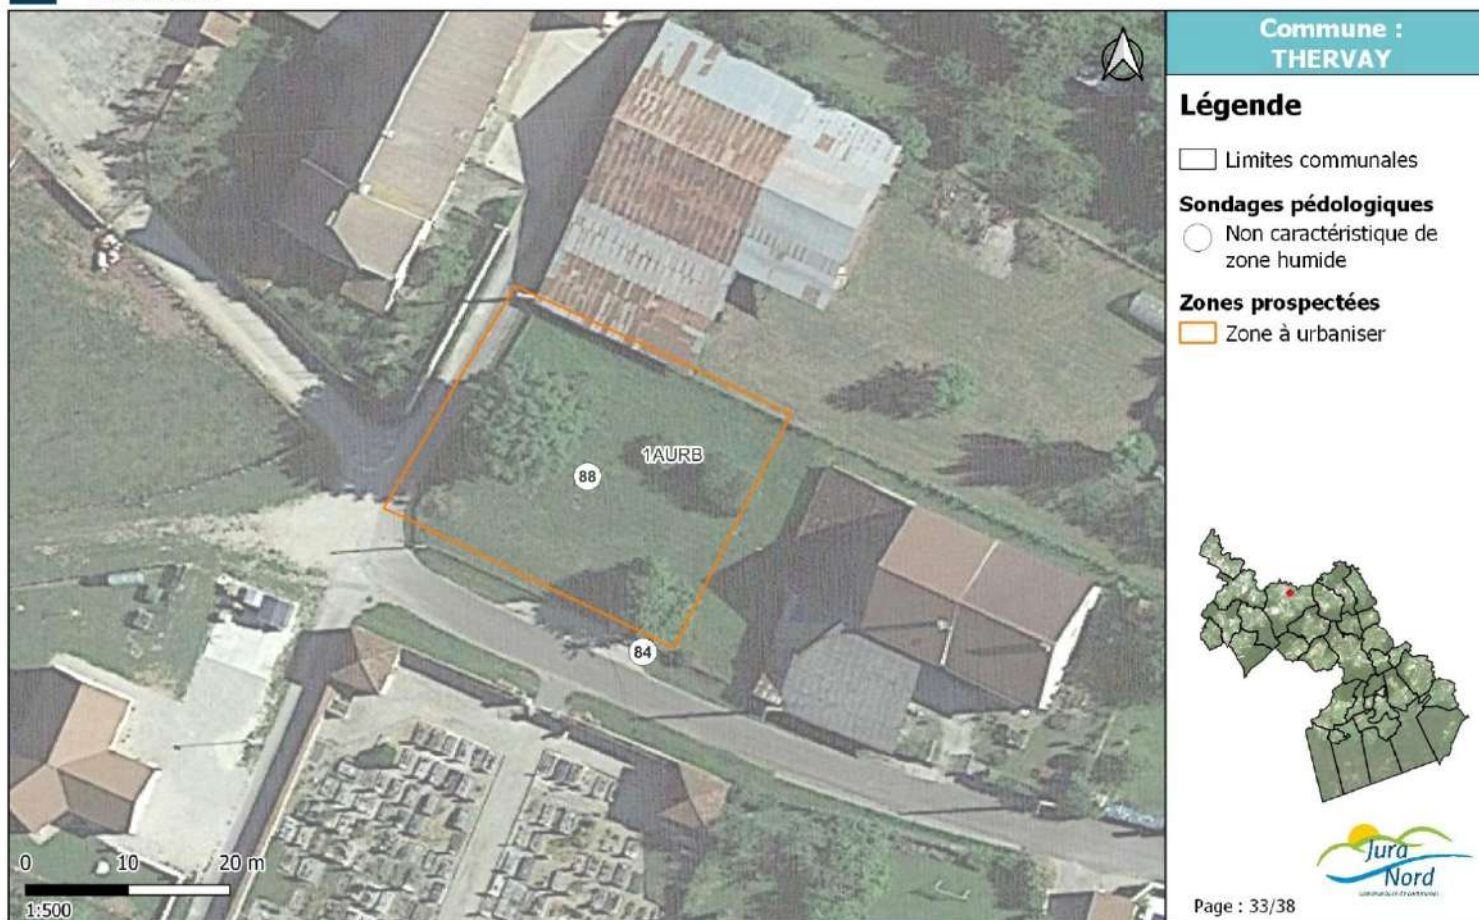 Commune :
THERVAY
Légende
Limites communales
Sondages pédologiques
Non caractéristique de
zone humide
Zones prospectées
Zone à urbaniser
1AURB
88
84
0 10 20 m
1:500
Jura
Nord
Page : 33/38